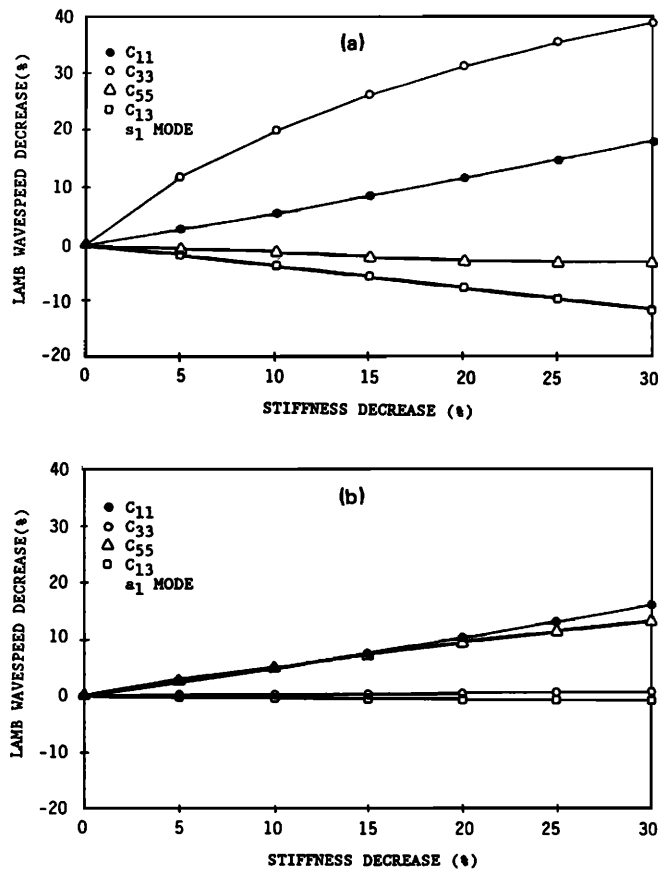 (a)
40
30
20
10
0
-10
-20
LAMB WAVESPEED DECREASE(%)
C11
C33
C55
C13
s1 MODE
0 5 10 15 20 25 30
STIFFNESS DECREASE (%)
(b)
40
30
20
10
0
-10
-20
LAMB WAVESPEED DECREASE(%)
C11
C33
C55
C13
a1 MODE
0 5 10 15 20 25 30
STIFFNESS DECREASE (%)